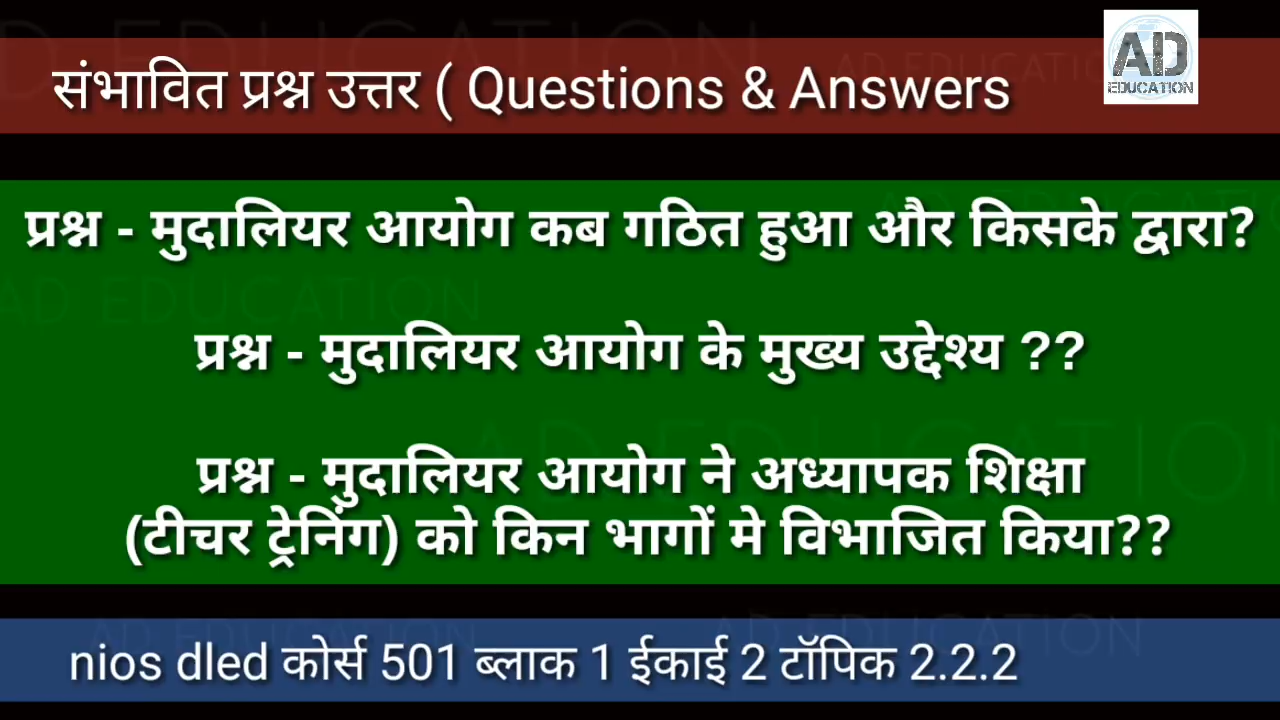 संभावित प्रश्न उत्तर ( Questions & Answers
AD
EDUCATION
प्रश्न - मुदालियर आयोग कब गठित हुआ और किसके द्वारा?
प्रश्न - मुदालियर आयोग के मुख्य उद्देश्य ??
प्रश्न - मुदालियर आयोग ने अध्यापक शिक्षा
(टीचर ट्रेनिंग) को किन भागों मे विभाजित किया??
nios dled कोर्स 501 ब्लाक 1 ईकाई 2 टॉपिक 2.2.2